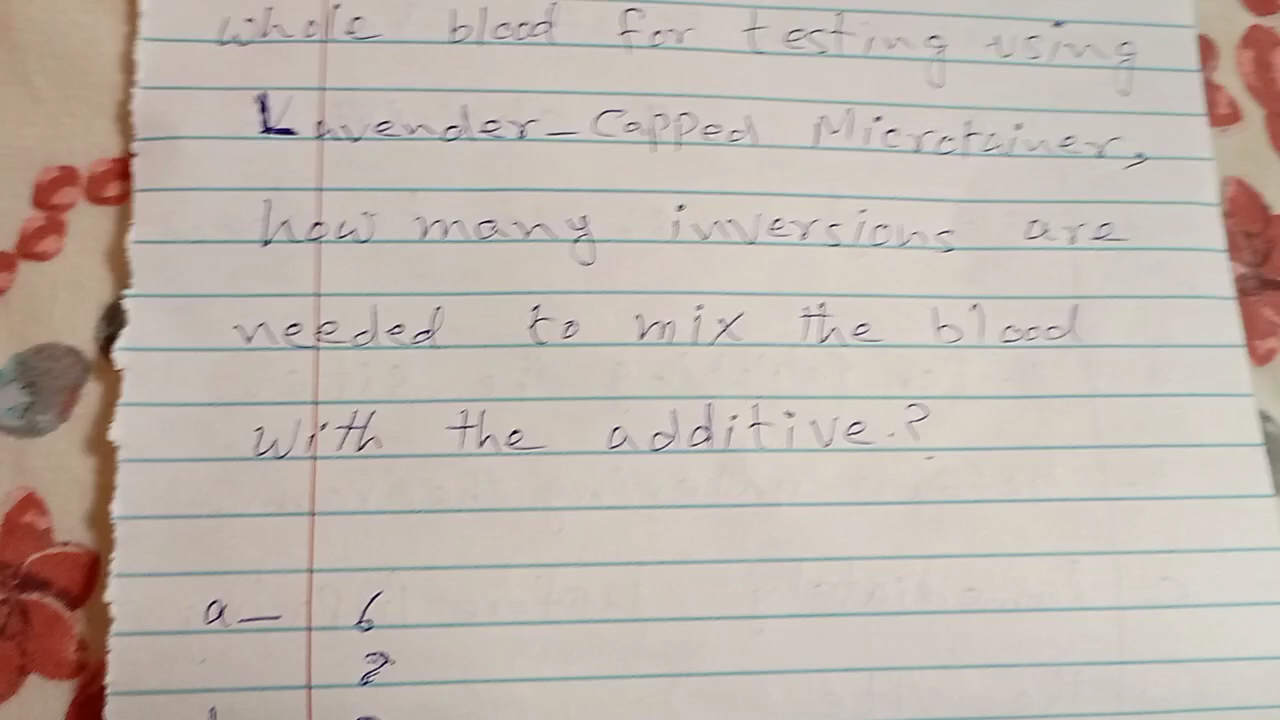 whole blood for testing using
Lavender-Capped Microtainer,
how many inversions are
needed to mix the blood
with the additive.?
a- 6
2